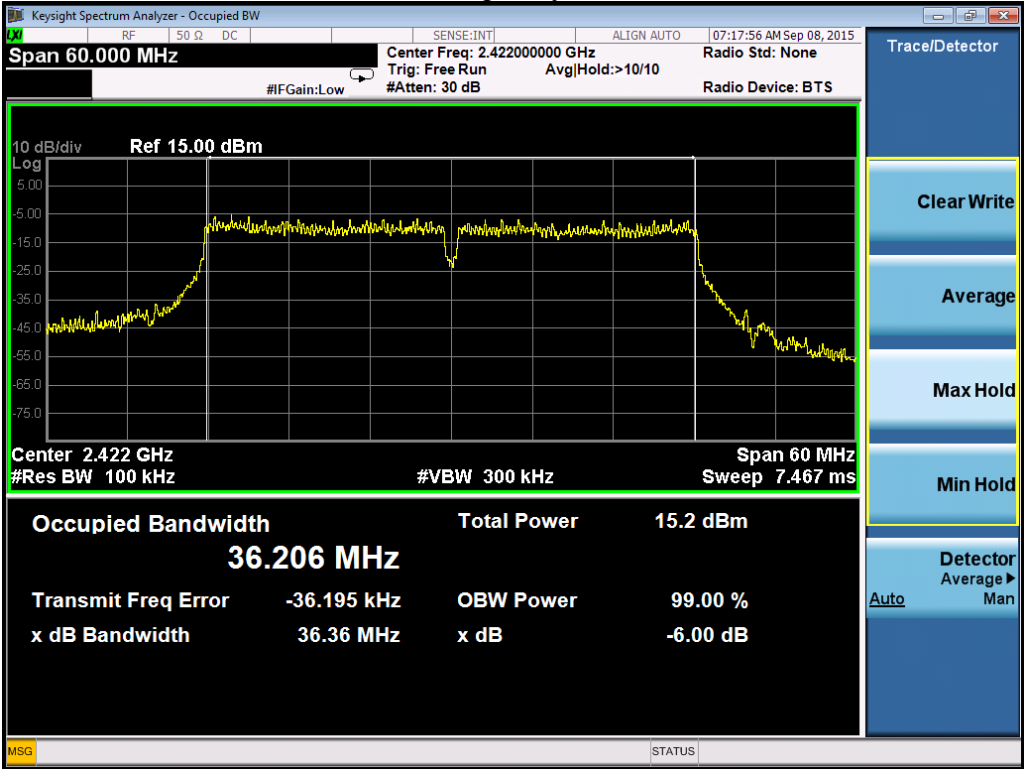 Keysight Spectrum Analyzer - Occupied BW
LXI RF 50 Ω DC SENSE:INT ALIGN AUTO 07:17:56 AM Sep 08, 2015
Span 60.000 MHz
Center Freq: 2.422000000 GHz Radio Std: None
Trig: Free Run Avg|Hold:>10/10
#IFGain:Low #Atten: 30 dB Radio Device: BTS
Trace/Detector
10 dB/div Ref 15.00 dBm
Log
5.00
-5.00
-15.0
-25.0
-35.0
-45.0
-55.0
-65.0
-75.0
Center 2.422 GHz Span 60 MHz
#Res BW 100 kHz #VBW 300 kHz Sweep 7.467 ms
Occupied Bandwidth Total Power 15.2 dBm
36.206 MHz
Transmit Freq Error -36.195 kHz OBW Power 99.00 %
x dB Bandwidth 36.36 MHz x dB -6.00 dB
Clear Write
Average
Max Hold
Min Hold
Detector
Average
Auto Man
MSG STATUS